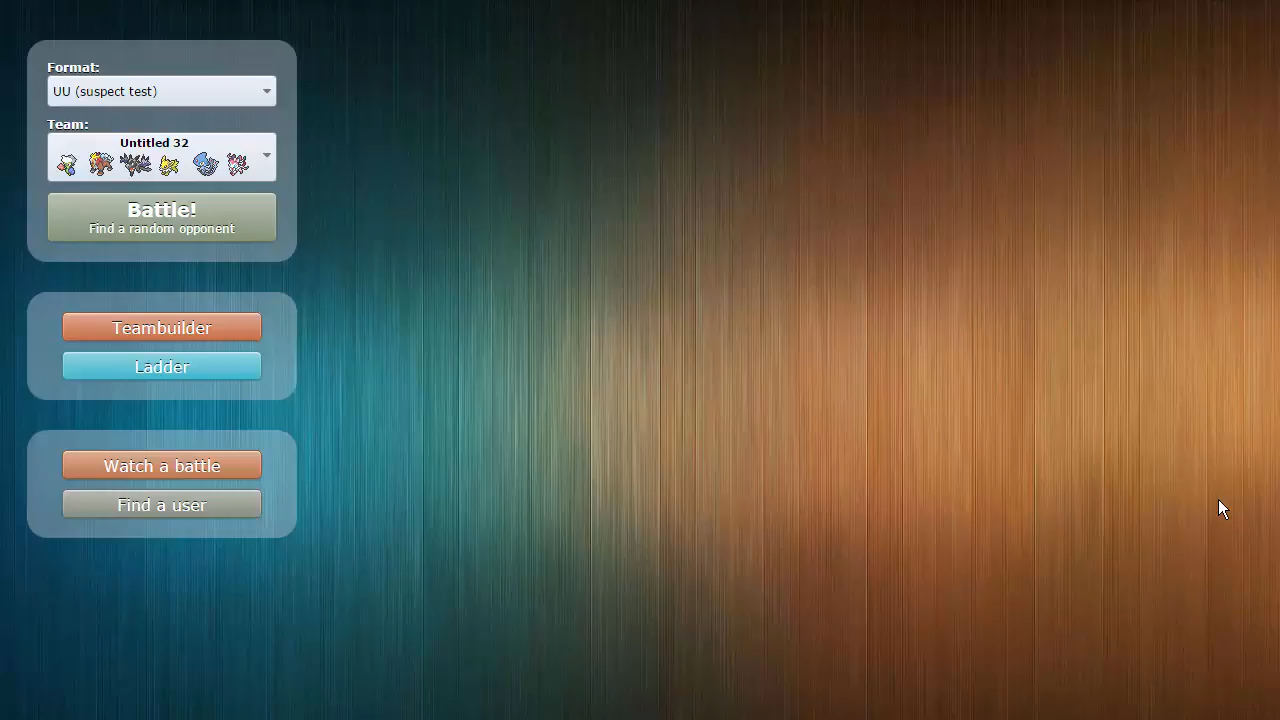 Format:
UU (suspect test)
Team:
Untitled 32
Battle!
Find a random opponent
Teambuilder
Ladder
Watch a battle
Find a user